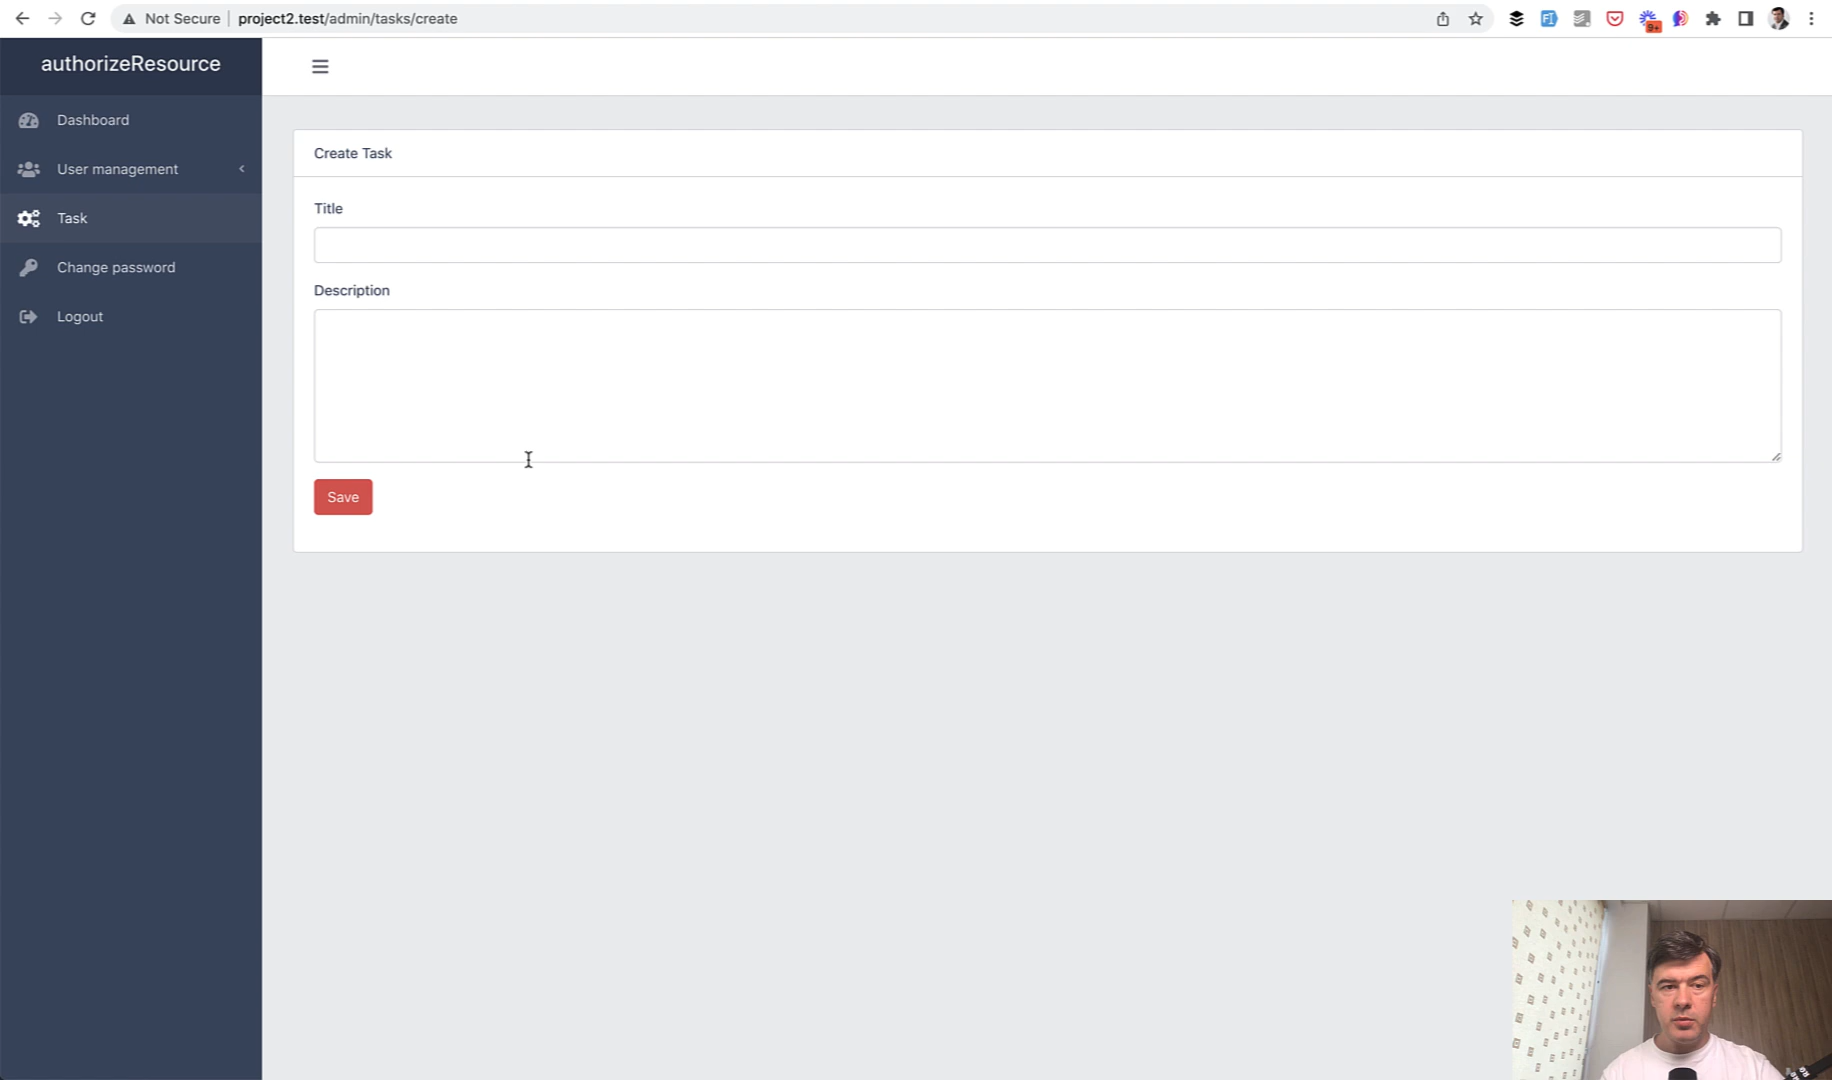 Not Secure project2.test/admin/tasks/create
9+
authorizeResource
Dashboard
User management
Task
Change password
Logout
Create Task
Title
Description
Save